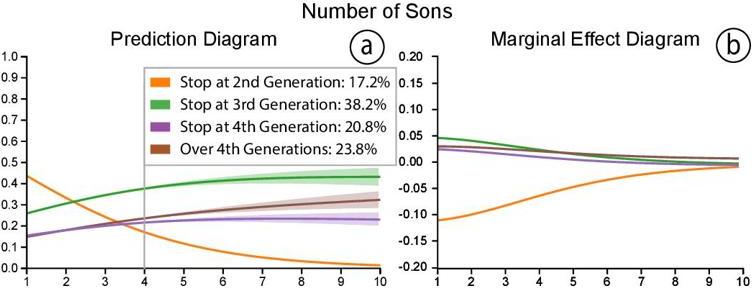 Number of Sons
Prediction Diagram
a
1.0
0.9
0.8
0.7
0.6
0.5
0.4
0.3
0.2
0.1
0.0
Stop at 2nd Generation: 17.2%
Stop at 3rd Generation: 38.2%
Stop at 4th Generation: 20.8%
Over 4th Generations: 23.8%
1 2 3 4 5 6 7 8 9 10
Marginal Effect Diagram
b
0.20
0.15
0.10
0.05
0.00
-0.05
-0.10
-0.15
-0.20
1 2 3 4 5 6 7 8 9 10